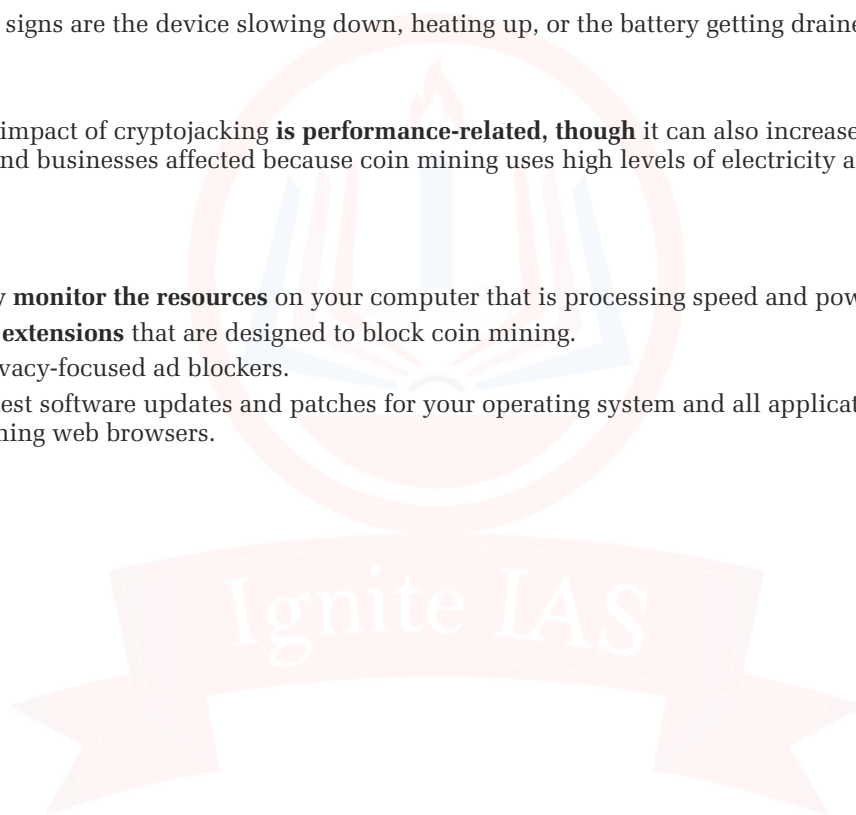 signs are the device slowing down, heating up, or the battery getting draine
impact of cryptojacking is performance-related, though it can also increase
nd businesses affected because coin mining uses high levels of electricity a
y monitor the resources on your computer that is processing speed and pow
extensions that are designed to block coin mining.
vacy-focused ad blockers.
est software updates and patches for your operating system and all applicat
ning web browsers.
Ignite IAS